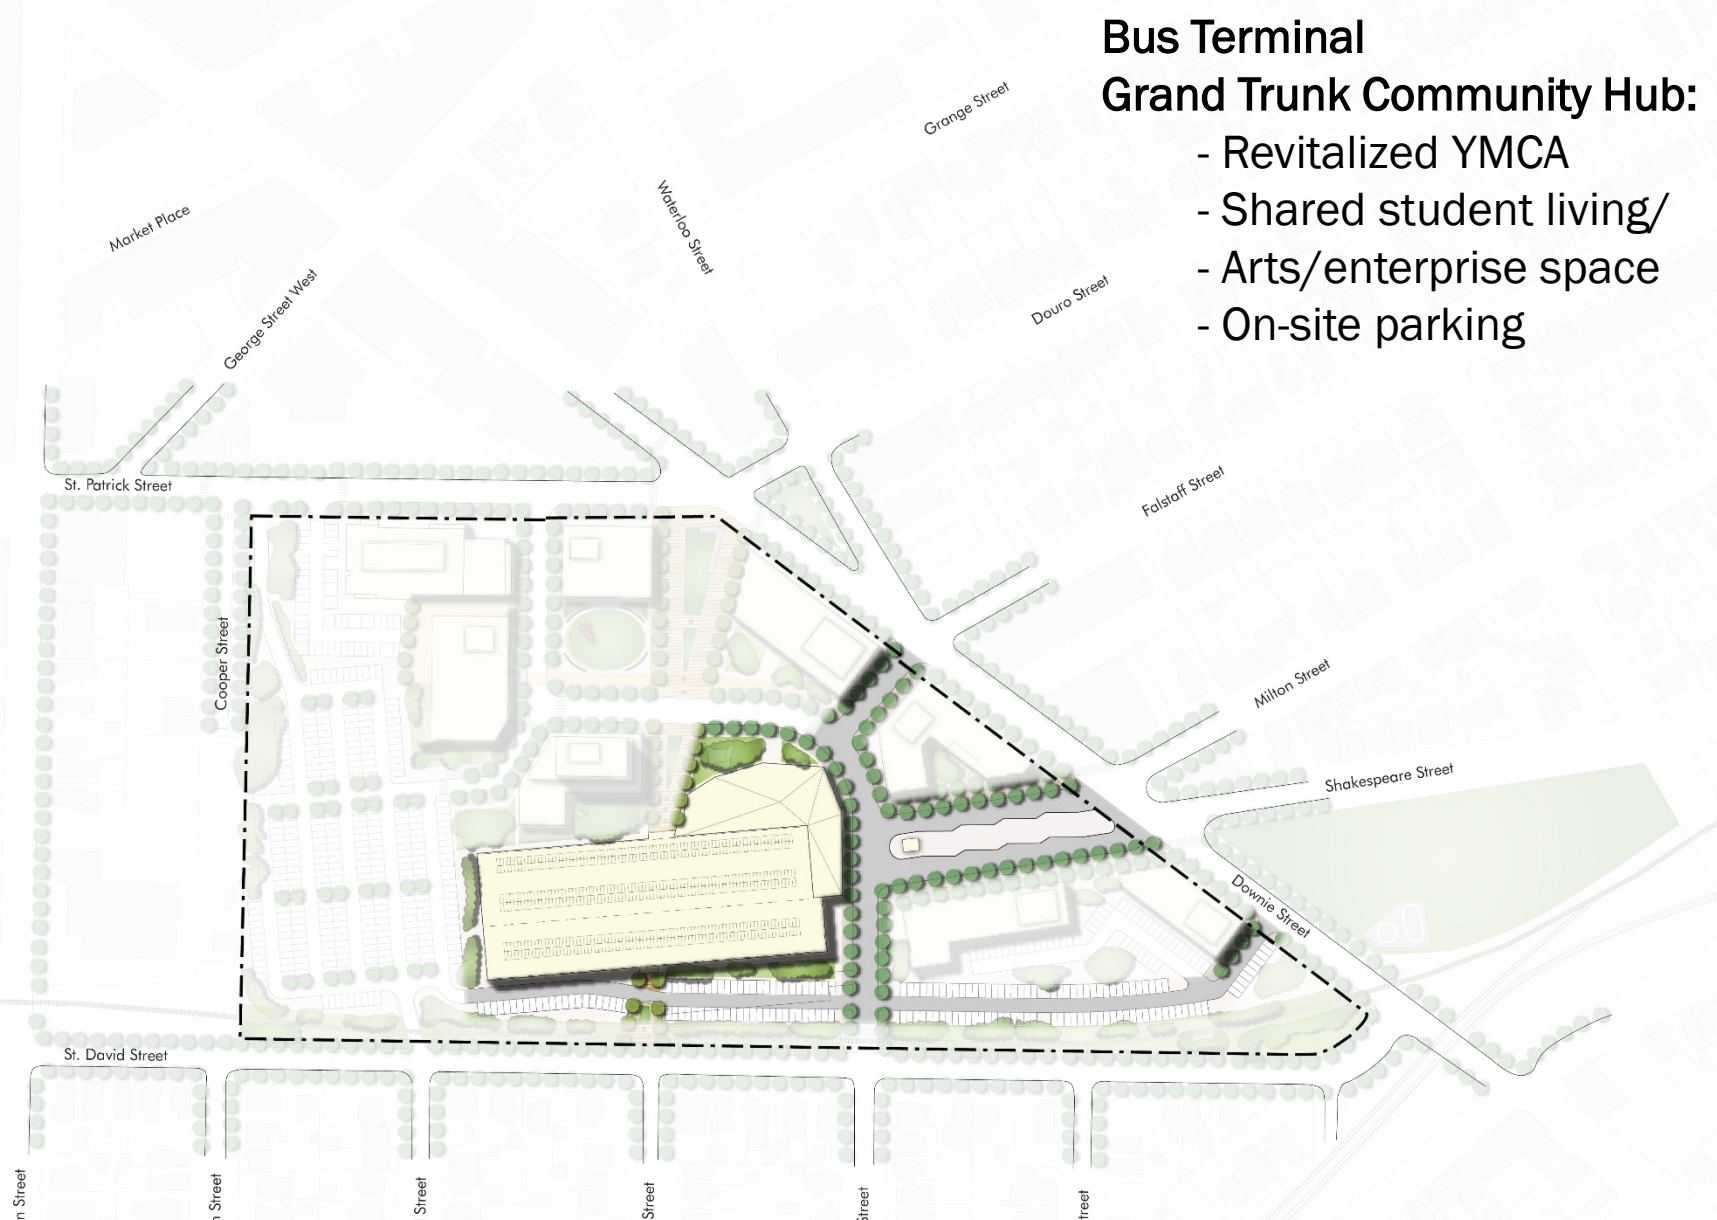 Bus Terminal
Grand Trunk Community Hub:
- Revitalized YMCA
- Shared student living/
- Arts/enterprise space
- On-site parking
Grange Street
Market Place
Waterloo Street
George Street West
Douro Street
Falstaff Street
St. Patrick Street
Cooper Street
Milton Street
Shakespeare Street
Downie Street
St. David Street
Street
Street
Street
Street
Street